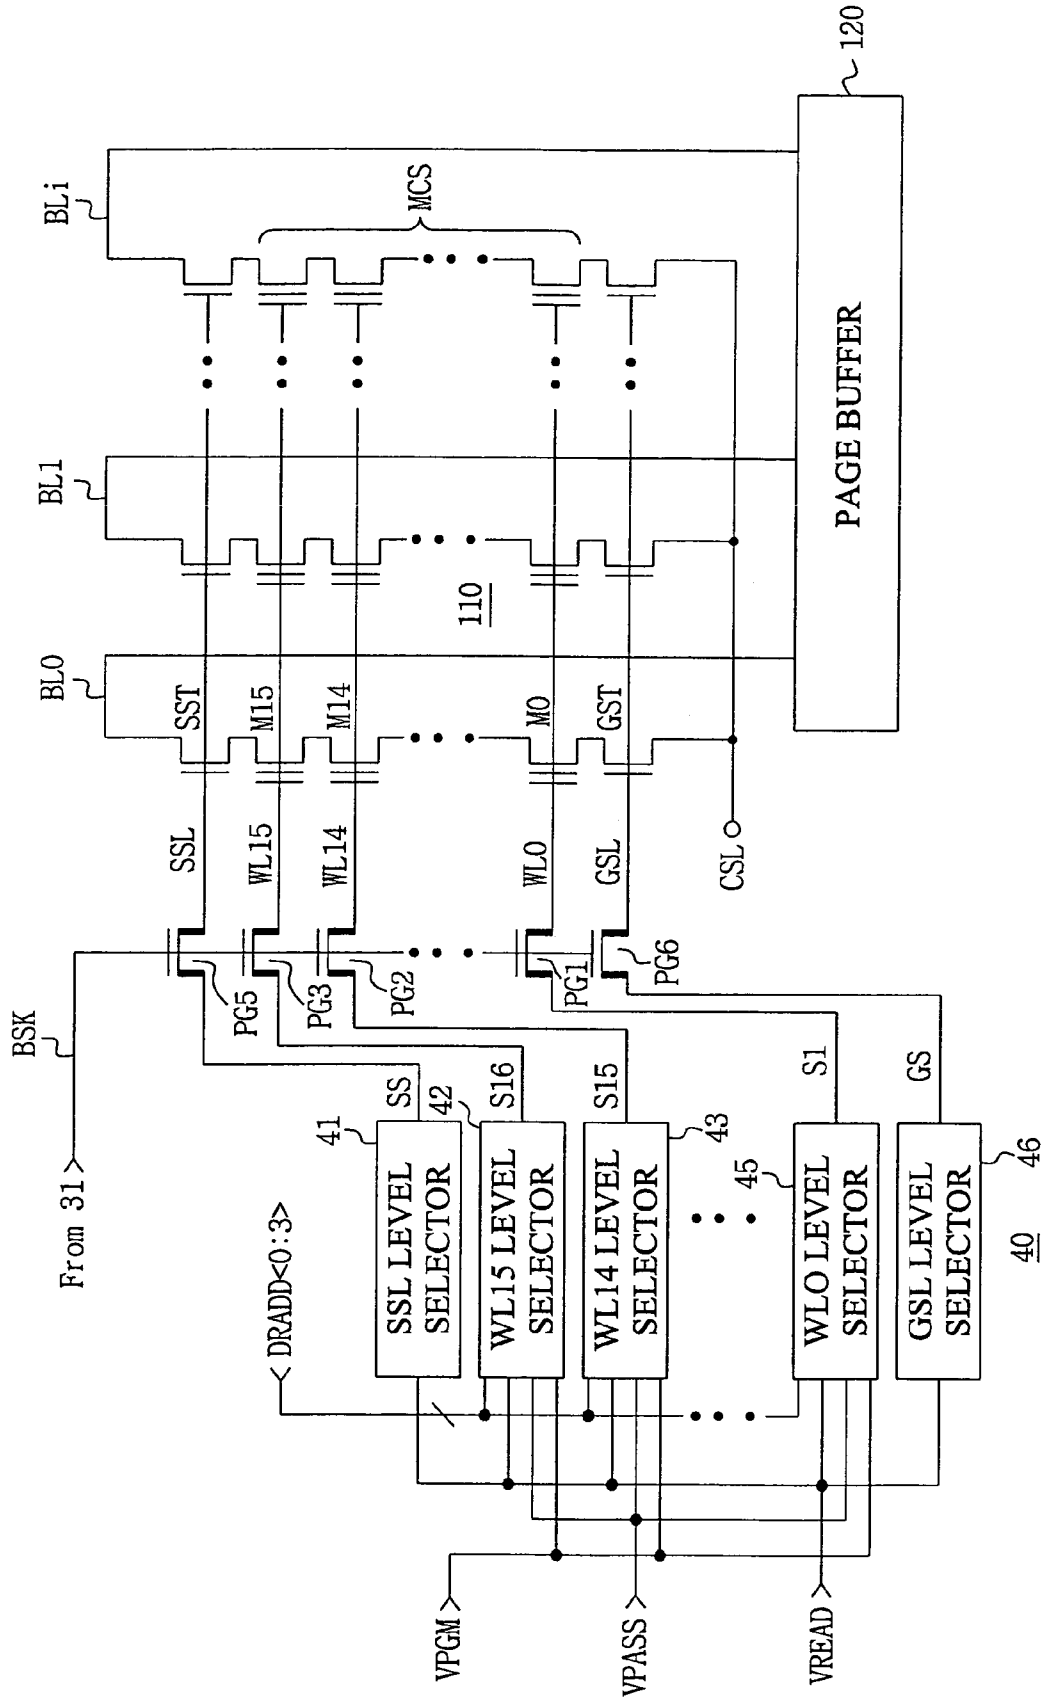 BSK
From 31
DRADD<0:3>
VPGM
VPASS
VREAD
SSL LEVEL
SELECTOR
41
SS
WL15 LEVEL
SELECTOR
42
S16
WL14 LEVEL
SELECTOR
43
S15
WL0 LEVEL
SELECTOR
45
S1
GSL LEVEL
SELECTOR
46
GS
40
PG5
PG3
PG2
PG1
PG6
SSL
WL15
WL14
WL0
GSL
CSL
BL0
BL1
BLi
SST
M15
M14
M0
GST
110
MCS
PAGE BUFFER
120